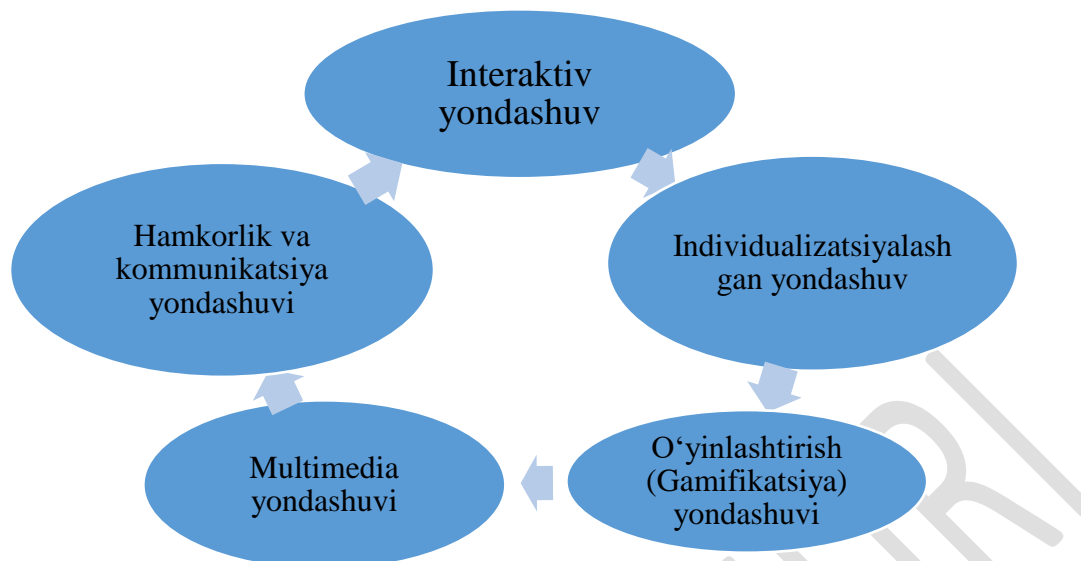 Interaktiv
yondashuv
Individualizatsiyalash
gan yondashuv
O‘yinlashtirish
(Gamifikatsiya)
yondashuvi
Multimedia
yondashuvi
Hamkorlik va
kommunikatsiya
yondashuvi